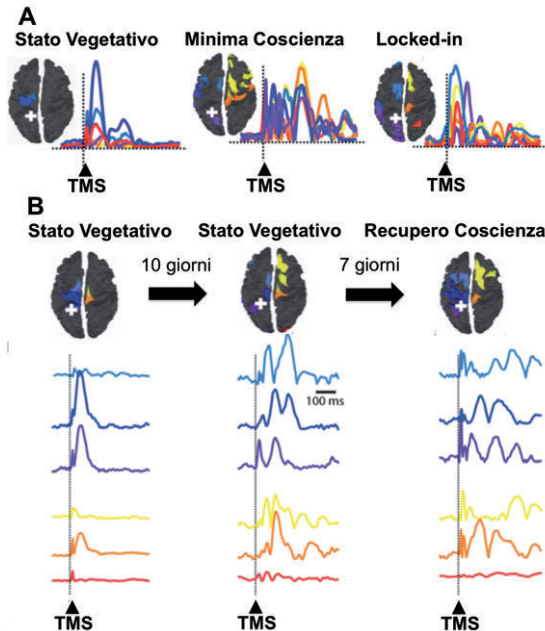 A
Stato Vegetativo Minima Coscienza Locked-in
TMS TMS TMS
B
Stato Vegetativo Stato Vegetativo Recupero Coscienza
10 giorni 7 giorni
100 ms
TMS TMS TMS